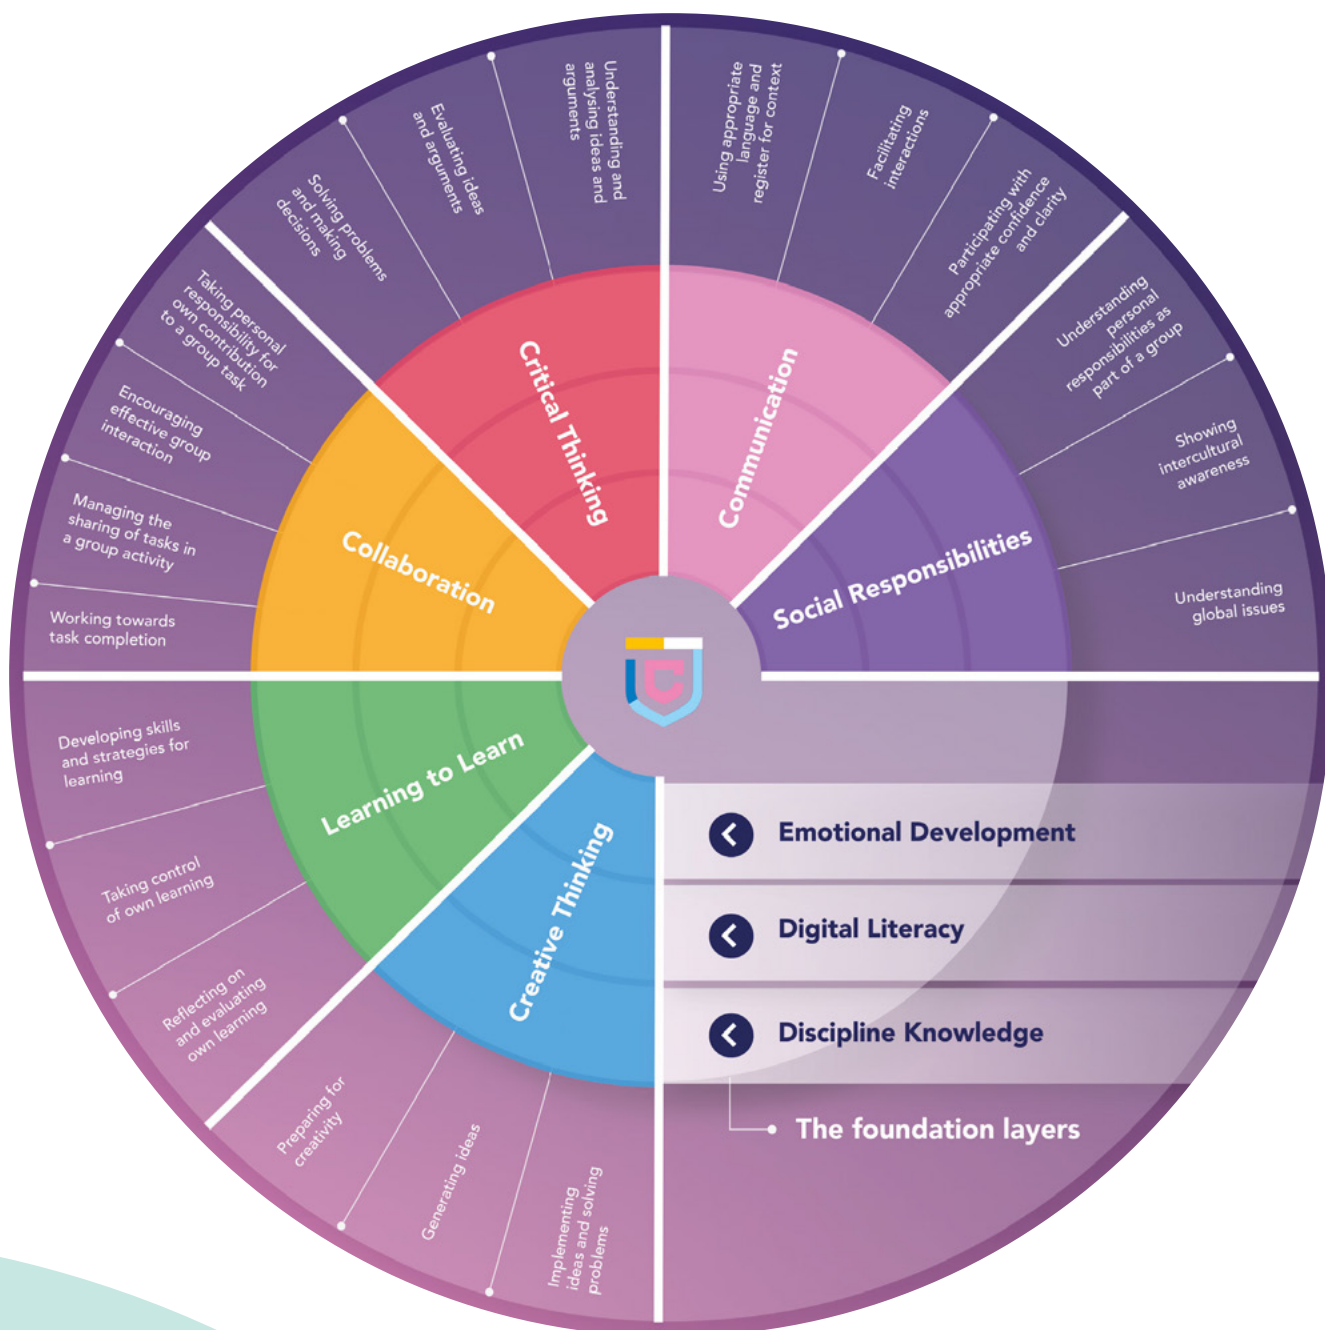 Understanding and
analysing ideas and
arguments
Evaluating ideas
and arguments
Solving problems
and making
decisions
Critical Thinking
Using appropriate
language and
register for context
Facilitating
interactions
Participating with
appropriate confidence
and clarity
Communication
Understanding
personal
responsibilities as
part of a group
Showing
intercultural
awareness
Understanding
global issues
Social Responsibilities
Taking personal
responsibility for
own contribution
to a group task
Encouraging
effective group
interaction
Managing the
sharing of tasks in
a group activity
Working towards
task completion
Collaboration
Developing skills
and strategies for
learning
Taking control
of own learning
Reflecting on
and evaluating
own learning
Learning to Learn
Preparing for
creativity
Generating ideas
Implementing
ideas and solving
problems
Creative Thinking
Emotional Development
Digital Literacy
Discipline Knowledge
The foundation layers